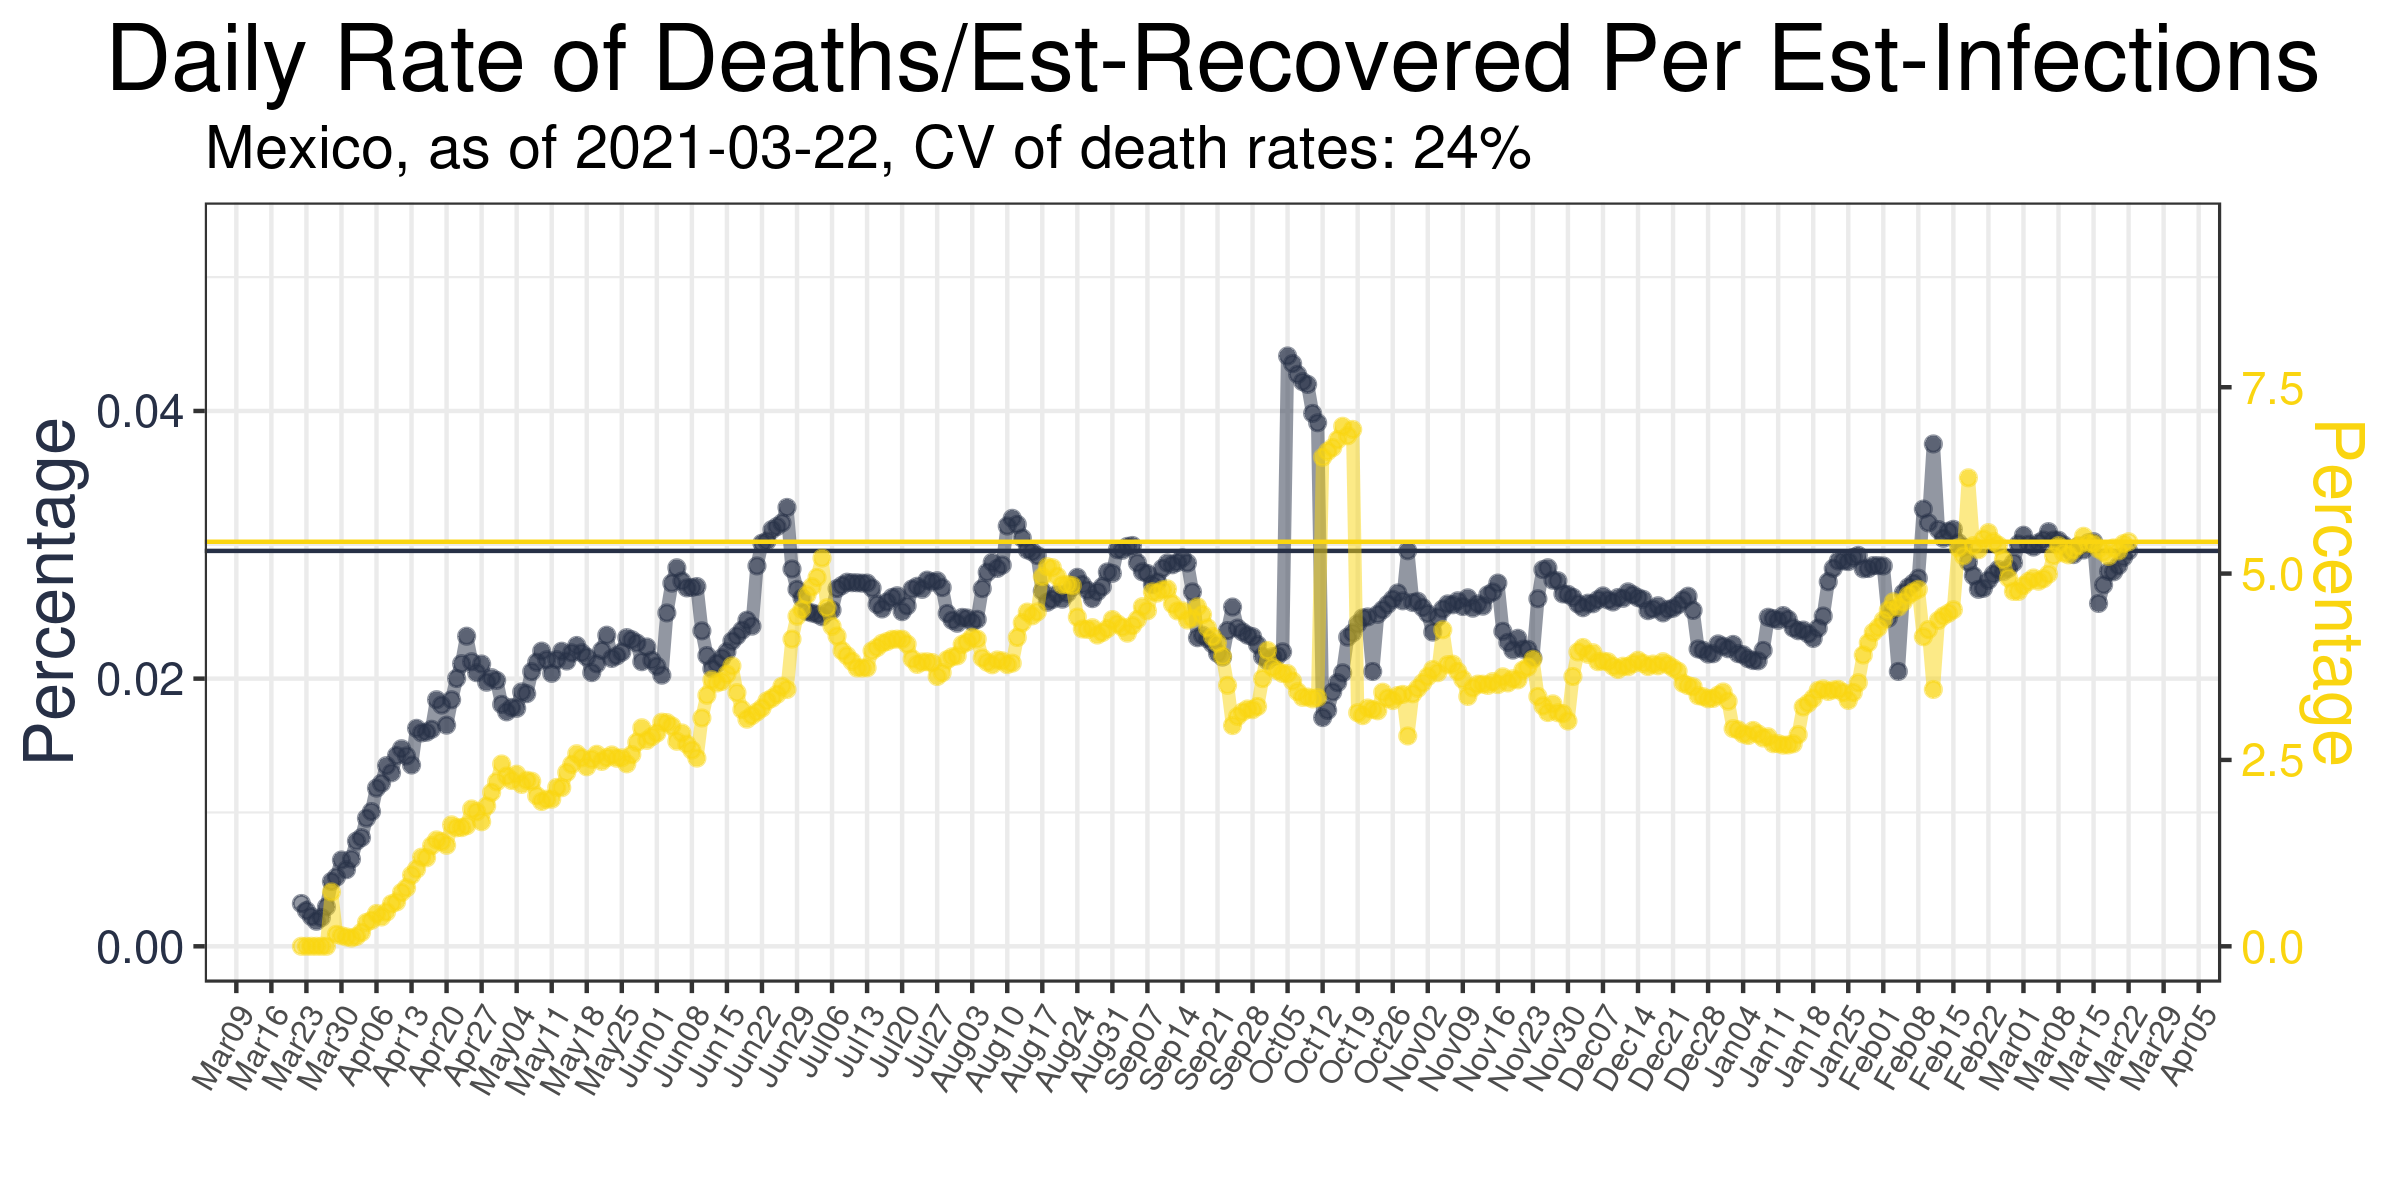 Daily Rate of Deaths/Est-Recovered Per Est-Infections
Mexico, as of 2021-03-22, CV of death rates: 24%
Percentage
0.04
0.02
0.00
7.5
5.0
2.5
0.0
Percentage
Mar09
Mar16
Mar23
Mar30
Apr06
Apr13
Apr20
Apr27
May04
May11
May18
May25
Jun01
Jun08
Jun15
Jun22
Jun29
Jul06
Jul13
Jul20
Jul27
Aug03
Aug10
Aug17
Aug24
Aug31
Sep07
Sep14
Sep21
Sep28
Oct05
Oct12
Oct19
Oct26
Nov02
Nov09
Nov16
Nov23
Nov30
Dec07
Dec14
Dec21
Dec28
Dec04
Jan11
Jan18
Jan25
Feb01
Feb08
Feb15
Feb22
Mar01
Mar08
Mar15
Mar22
Mar29
Apr05